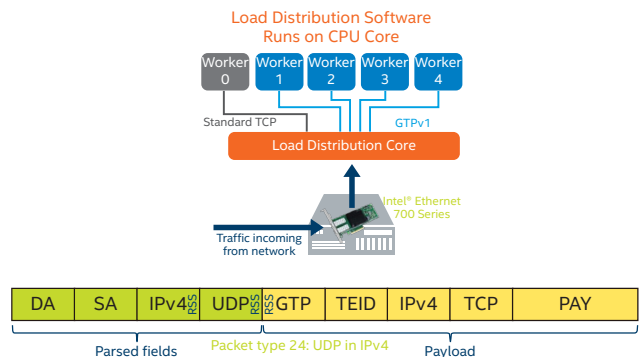 Load Distribution Software
Runs on CPU Core
Worker 0
Worker 1
Worker 2
Worker 3
Worker 4
Standard TCP
GTPv1
Load Distribution Core
Intel® Ethernet
700 Series
Traffic incoming
from network
DA SA IPv4 RSS UDP RSS RSS GTP TEID IPv4 TCP PAY
Parsed fields
Packet type 24: UDP in IPv4
Payload